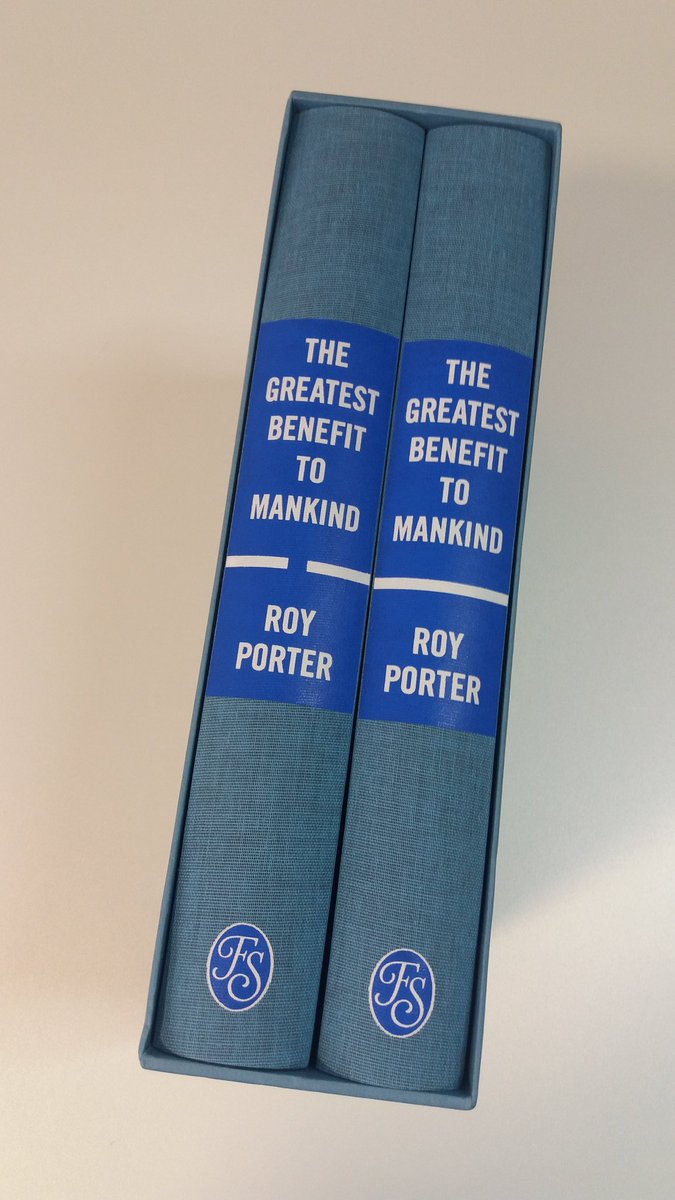 THE
GREATEST
BENEFIT
TO
MANKIND
ROY
PORTER
FS
THE
GREATEST
BENEFIT
TO
MANKIND
ROY
PORTER
FS